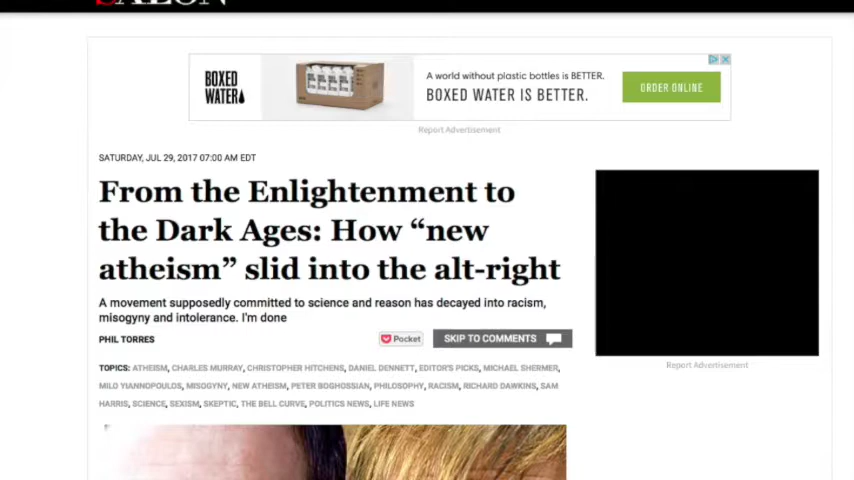 SALON
BOXED
WATER
A world without plastic bottles is BETTER.
BOXED WATER IS BETTER.
ORDER ONLINE
Report Advertisement
SATURDAY, JUL 29, 2017 07:00 AM EDT
From the Enlightenment to
the Dark Ages: How “new
atheism” slid into the alt-right
A movement supposedly committed to science and reason has decayed into racism,
misogyny and intolerance. I'm done
PHIL TORRES
Pocket
SKIP TO COMMENTS
TOPICS: ATHEISM, CHARLES MURRAY, CHRISTOPHER HITCHENS, DANIEL DENNETT, EDITOR'S PICKS, MICHAEL SHERMER,
MILO YIANNOPOULOS, MISOGYNY, NEW ATHEISM, PETER BOGHOSSIAN, PHILOSOPHY, RACISM, RICHARD DAWKINS, SAM
HARRIS, SCIENCE, SEXISM, SKEPTIC, THE BELL CURVE, POLITICS NEWS, LIFE NEWS
Report Advertisement